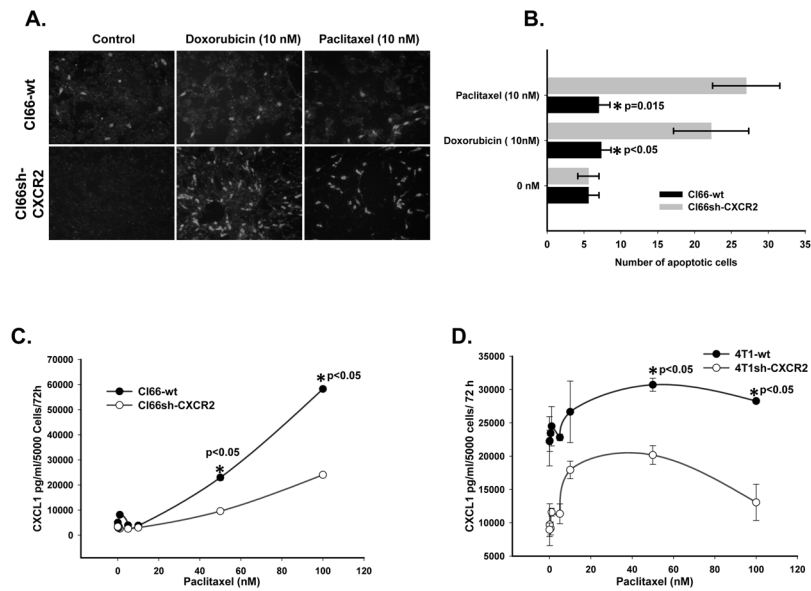 A.
Control
Doxorubicin (10 nM)
Paclitaxel (10 nM)
Cl66-wt
Cl66sh-
CXCR2
B.
Paclitaxel (10 nM)
Doxorubicin ( 10nM)
0 nM
* p=0.015
* p<0.05
Cl66-wt
Cl66sh-CXCR2
0 5 10 15 20 25 30 35
Number of apoptotic cells
C.
CXCL1 pg/ml/5000 Cells/72h
70000
60000
50000
40000
30000
20000
10000
0
Cl66-wt
Cl66sh-CXCR2
* p<0.05
p<0.05
*
0 20 40 60 80 100 120
Paclitaxel (nM)
D.
CXCL1 pg/ml/5000 Cells/ 72 h
35000
30000
25000
20000
15000
10000
5000
4T1-wt
4T1sh-CXCR2
* p<0.05
* p<0.05
0 20 40 60 80 100 120
Paclitaxel (nM)